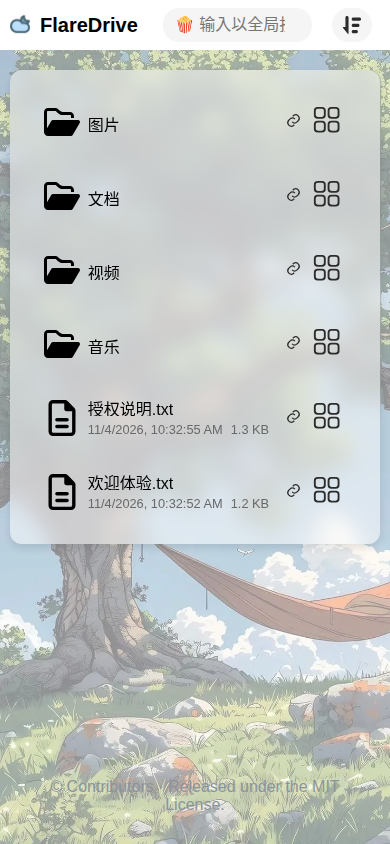 FlareDrive
🍿 输入以全局
图片
文档
视频
音乐
授权说明.txt
11/4/2026, 10:32:55 AM 1.3 KB
欢迎体验.txt
11/4/2026, 10:32:52 AM 1.2 KB
© Contributors. Released under the MIT
License.